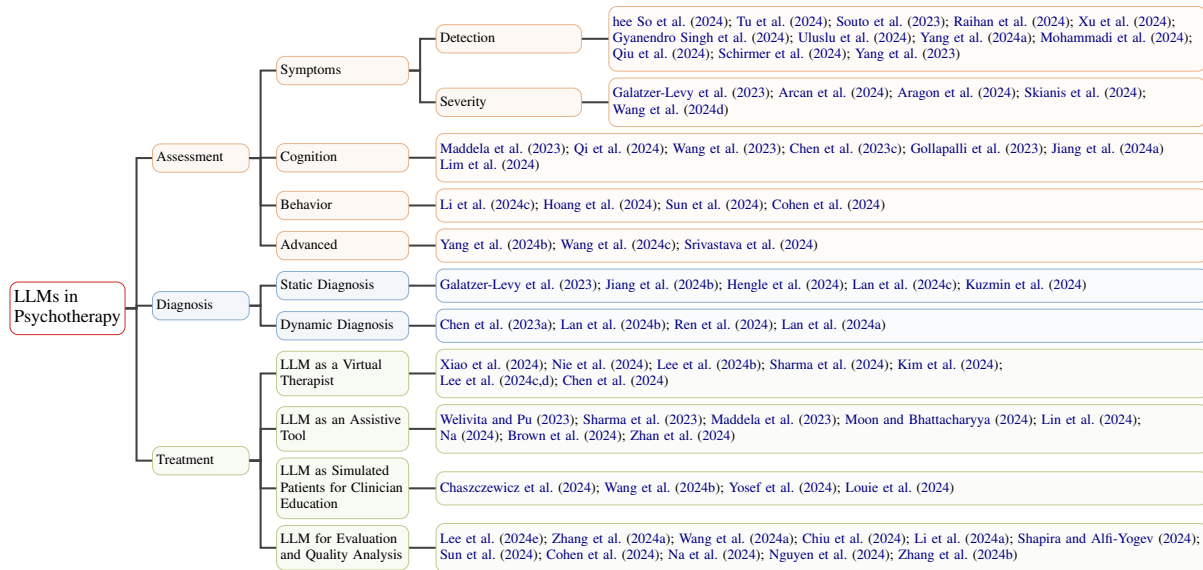 hee So et al. (2024); Tu et al. (2024); Souto et al. (2023); Raihan et al. (2024); Xu et al. (2024);
Gyanendro Singh et al. (2024); Uluslu et al. (2024); Yang et al. (2024a); Mohammadi et al. (2024);
Qiu et al. (2024); Schirmer et al. (2024); Yang et al. (2023)
Detection
Symptoms
Severity
Galatzer-Levy et al. (2023); Arcan et al. (2024); Aragon et al. (2024); Skianis et al. (2024);
Wang et al. (2024d)
Assessment
Cognition
Maddela et al. (2023); Qi et al. (2024); Wang et al. (2023); Chen et al. (2023c); Gollapalli et al. (2023); Jiang et al. (2024a)
Lim et al. (2024)
Behavior
Li et al. (2024c); Hoang et al. (2024); Sun et al. (2024); Cohen et al. (2024)
Advanced
Yang et al. (2024b); Wang et al. (2024c); Srivastava et al. (2024)
LLMs in
Psychotherapy
Diagnosis
Static Diagnosis
Galatzer-Levy et al. (2023); Jiang et al. (2024b); Hengle et al. (2024); Lan et al. (2024c); Kuzmin et al. (2024)
Dynamic Diagnosis
Chen et al. (2023a); Lan et al. (2024b); Ren et al. (2024); Lan et al. (2024a)
Treatment
LLM as a Virtual
Therapist
Xiao et al. (2024); Nie et al. (2024); Lee et al. (2024b); Sharma et al. (2024); Kim et al. (2024);
Lee et al. (2024c,d); Chen et al. (2024)
LLM as an Assistive
Tool
Welivita and Pu (2023); Sharma et al. (2023); Maddela et al. (2023); Moon and Bhattacharyya (2024); Lin et al. (2024);
Na (2024); Brown et al. (2024); Zhan et al. (2024)
LLM as Simulated
Patients for Clinician
Education
Chaszczewicz et al. (2024); Wang et al. (2024b); Yosef et al. (2024); Louie et al. (2024)
LLM for Evaluation
and Quality Analysis
Lee et al. (2024e); Zhang et al. (2024a); Wang et al. (2024a); Chiu et al. (2024); Li et al. (2024a); Shapira and Alfi-Yogev (2024);
Sun et al. (2024); Cohen et al. (2024); Na et al. (2024); Nguyen et al. (2024); Zhang et al. (2024b)